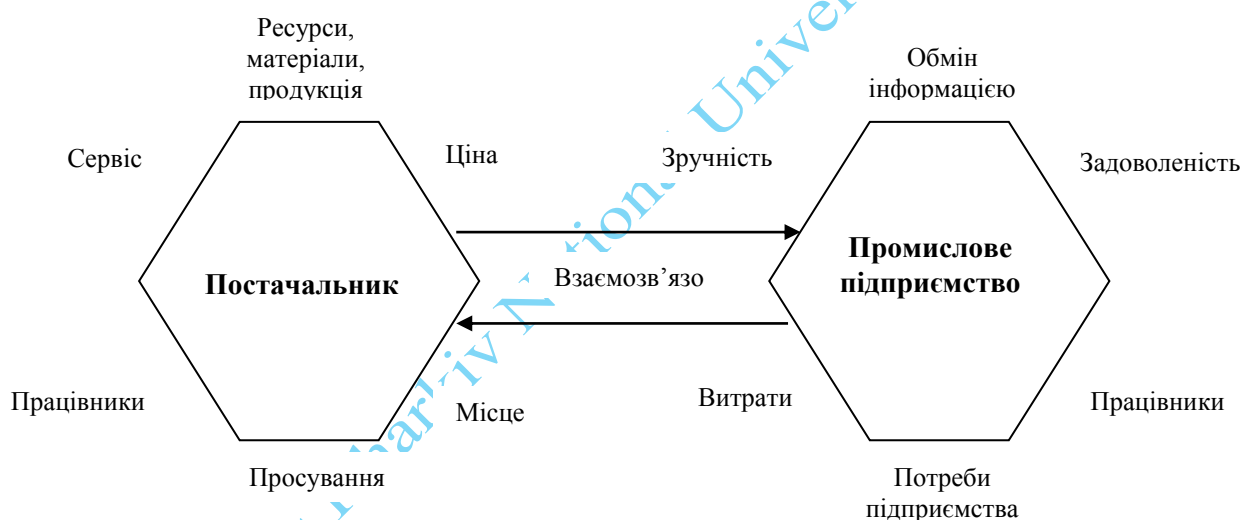 Ресурси,
матеріали,
продукція
Обмін
інформацією
Сервіс
Ціна
Зручність
Задоволеність
Постачальник
Взаємозв’язо
Промислове
підприємство
Працівники
Місце
Витрати
Працівники
Просування
Потреби
підприємства